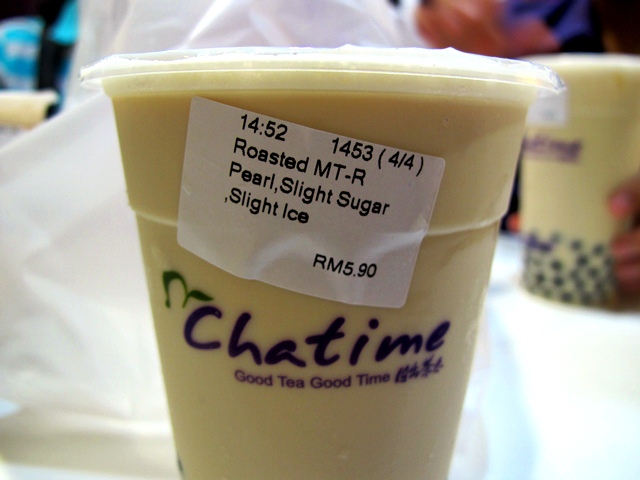 14:52 1453 ( 4/4 )
Roasted MT-R
Pearl,Slight Sugar
,Slight Ice
RM5.90
Chatime
Good Tea Good Time